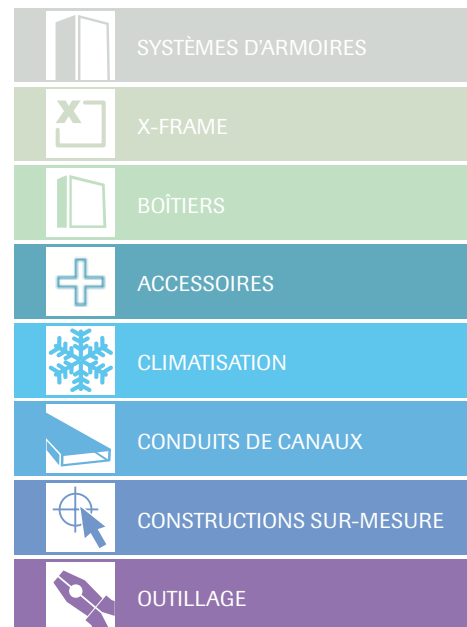 SYSTÈMES D'ARMOIRES
X-FRAME
BOÎTIERS
ACCESSOIRES
CLIMATISATION
CONDUITS DE CANAUX
CONSTRUCTIONS SUR-MESURE
OUTILLAGE